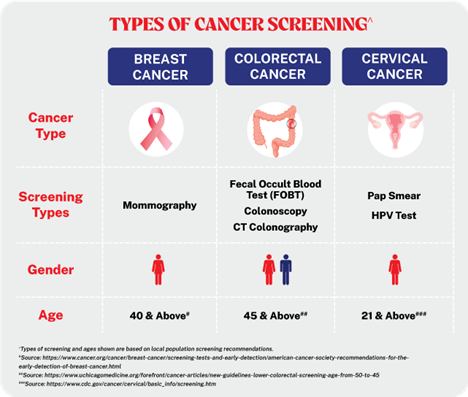 TYPES OF CANCER SCREENING^
BREAST
CANCER
COLORECTAL
CANCER
CERVICAL
CANCER
Cancer
Type
Screening
Types
Mommography
Fecal Occult Blood
Test (FOBT)
Colonoscopy
CT Colonography
Pap Smear
HPV Test
Gender
Age
40 & Above#
45 & Above##
21 & Above###
^Types of screening and ages shown are based on local population screening recommendations.
#Source: https://www.cancer.org/cancer/breast-cancer/screening-tests-and-early-detection/american-cancer-society-recommendations-for-the-
early-detection-of-breast-cancer.html
##Source: https://www.uchicagomedicine.org/forefront/cancer-articles/new-guidelines-lower-colorectal-screening-age-from-50-to-45
###Source: https://www.cdc.gov/cancer/cervical/basic_info/screening.htm